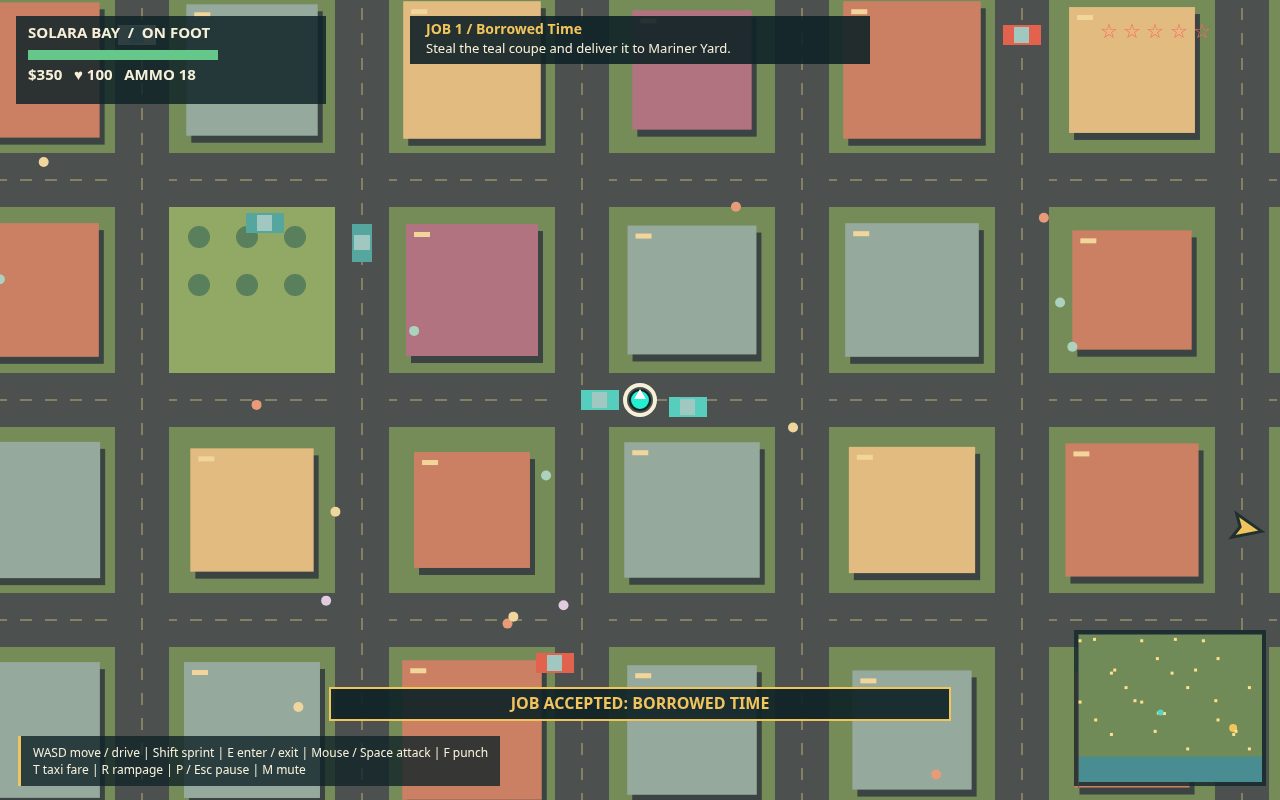 SOLARA BAY / ON FOOT
$350 ♥ 100 AMMO 18
JOB 1 / Borrowed Time
Steal the teal coupe and deliver it to Mariner Yard.
☆ ☆ ☆ ☆ ☆
JOB ACCEPTED: BORROWED TIME
WASD move / drive | Shift sprint | E enter / exit | Mouse / Space attack | F punch
T taxi fare | R rampage | P / Esc pause | M mute